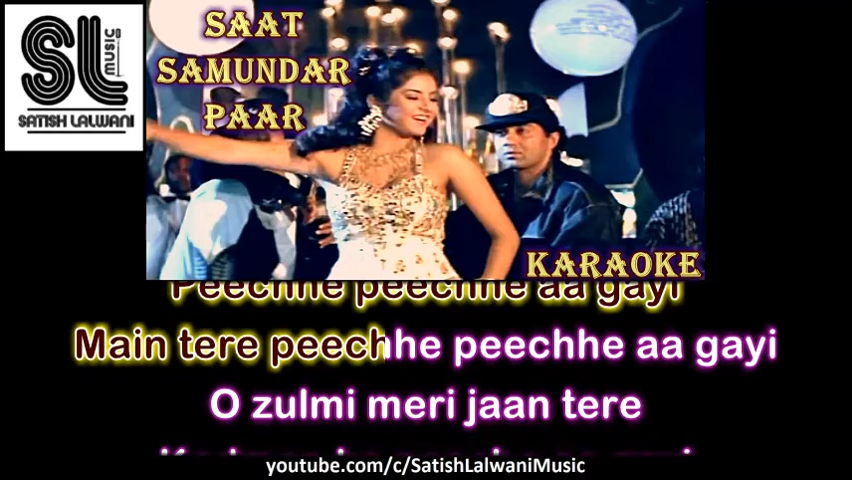 SL
MUSIC
SATISH LALWANI
SAAT
SAMUNDAR
PAAR
KARAOKE
Peechhe peechhe aa gayi
Main tere peechhe peechhe aa gayi
O zulmi meri jaan tere
youtube.com/c/SatishLalwaniMusic